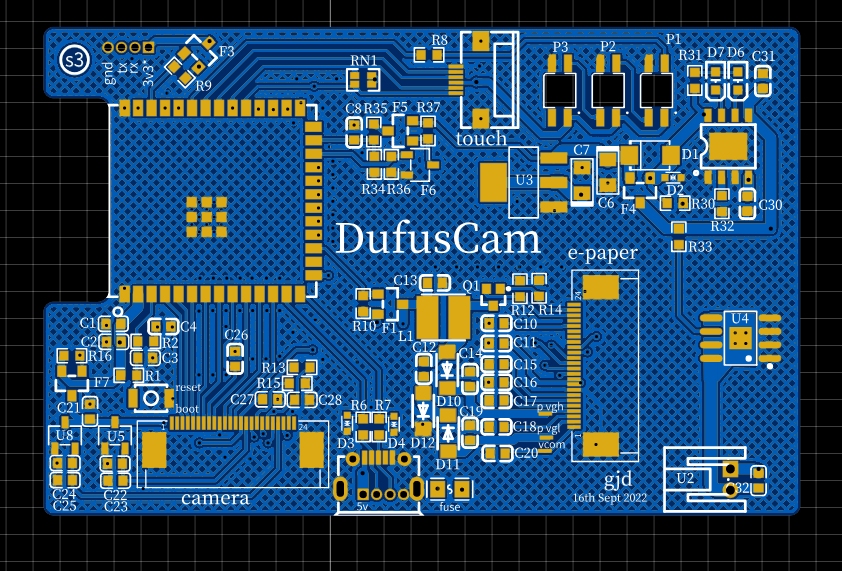 s3
gnd
tx
rx
3v3*
F3
R9
RN1
R8
touch
P3
P2
P1
R31
D7
D6
C31
C8
R35
F5
R37
R34
R36
F6
U3
C7
C6
F4
D1
D2
R30
R32
C30
R33
DufusCam
e-paper
C13
Q1
R12
R14
24
R10
F1
L1
C10
C11
U4
C1
C4
C2
R2
C3
R16
R1
F7
C26
R13
R15
C27
C28
C12
C14
C15
C16
C17
D10
reset
boot
C21
p vgh
p vgl
vcom
C18
C19
C20
D12
D11
R6
R7
D3
D4
1
24
1
U8
U5
camera
C24
C25
C22
C23
5v
fuse
gjd
16th Sept 2022
U2